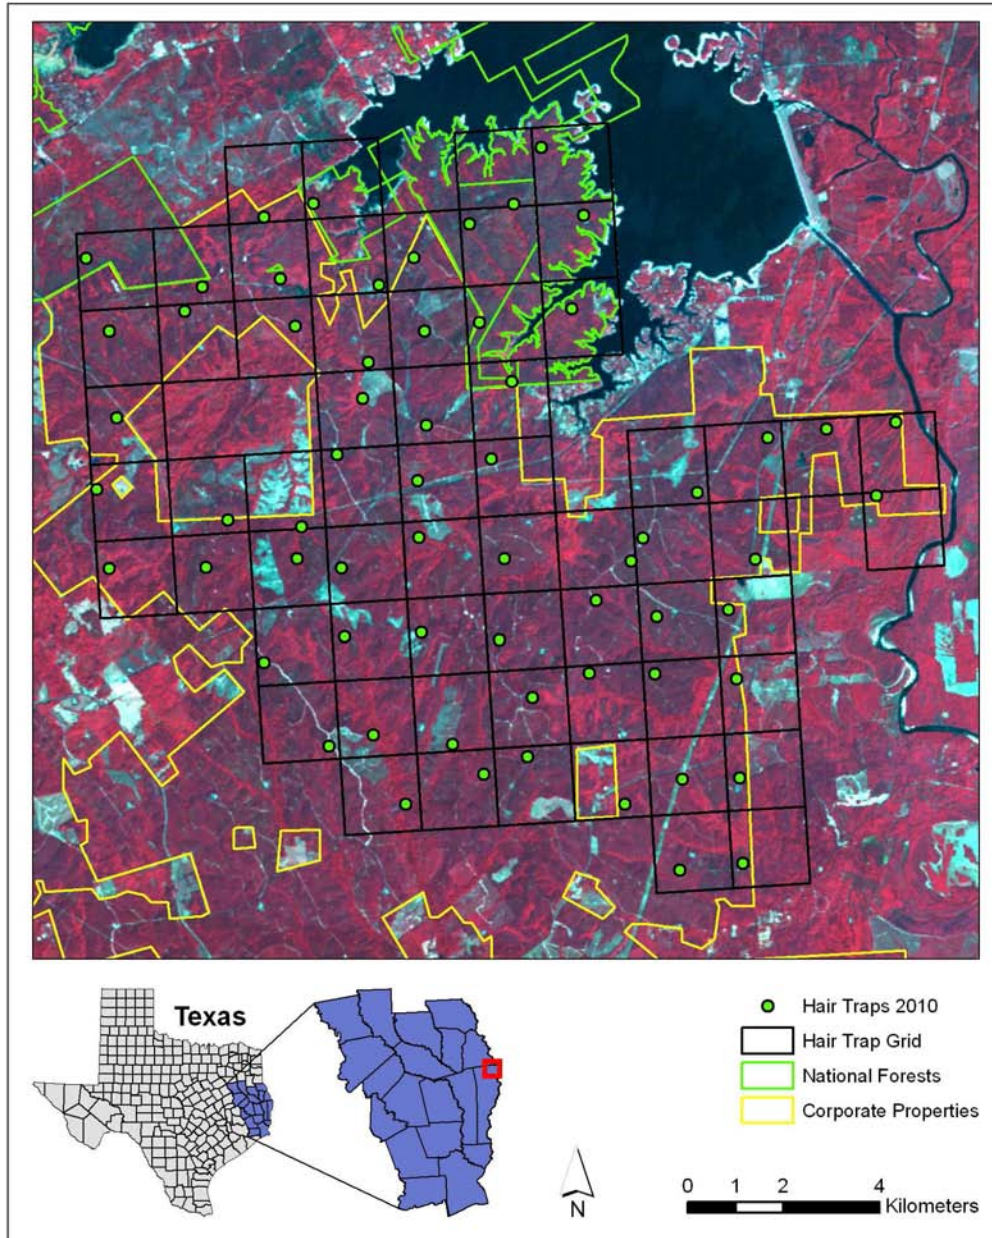 Texas
Hair Traps 2010
Hair Trap Grid
National Forests
Corporate Properties
N
0 1 2 4
Kilometers